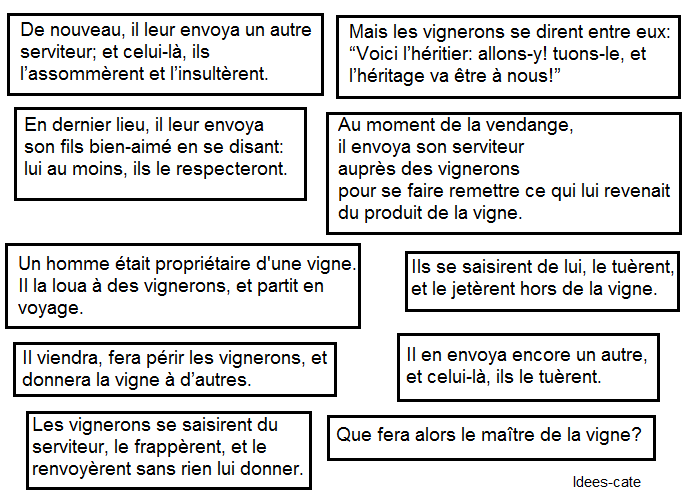 De nouveau, il leur envoya un autre
serviteur; et celui-là, ils
l’assommèrent et l’insultèrent.
Mais les vignerons se dirent entre eux:
“Voici l’héritier: allons-y! tuons-le, et
l’héritage va être à nous!”
En dernier lieu, il leur envoya
son fils bien-aimé en se disant:
lui au moins, ils le respecteront.
Au moment de la vendange,
il envoya son serviteur
auprès des vignerons
pour se faire remettre ce qui lui revenait
du produit de la vigne.
Un homme était propriétaire d'une vigne.
Il la loua à des vignerons, et partit en
voyage.
Ils se saisirent de lui, le tuèrent,
et le jetèrent hors de la vigne.
Il viendra, fera périr les vignerons, et
donnera la vigne à d’autres.
Il en envoya encore un autre,
et celui-là, ils le tuèrent.
Les vignerons se saisirent du
serviteur, le frappèrent, et le
renvoyèrent sans rien lui donner.
Que fera alors le maître de la vigne?
Idees-cate